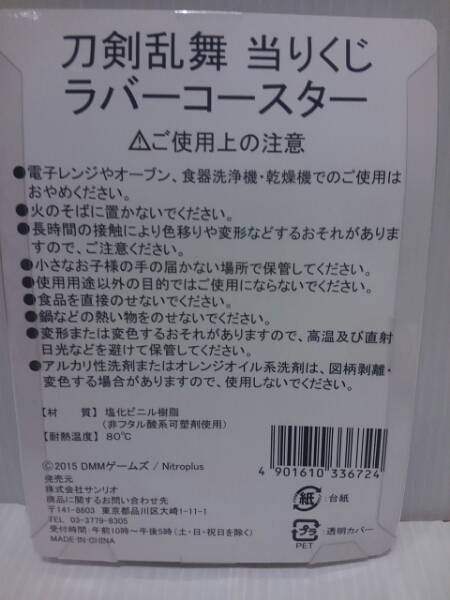 刀剣乱舞 当りくじ
ラバーコースター
⚠ご使用上の注意
●電子レンジやオーブン、食器洗浄機・乾燥機でのご使用は
おやめください。
●火のそばに置かないでください。
●長時間の接触により色移りや変形などするおそれがありま
すので、ご注意ください。
●小さなお子様の手の届かない場所で保管してください。
●使用用途以外の目的ではご使用にならないでください。
●食品を直接のせないでください。
●鍋などの熱い物をのせないでください。
●変形または変色するおそれがありますので、高温及び直射
日光などを避けて保管してください。
●アルカリ性洗剤またはオレンジオイル系洗剤は、図柄剥離・
変色する場合がありますので、使用しないでください。
【材　質】塩化ビニル樹脂
(非フタル酸系可塑剤使用)
【耐熱温度】80℃
©2015 DMMゲームズ / Nitroplus
発売元
株式会社サンリオ
商品に関するお問い合わせ先
〒141-8603 東京都品川区大崎1-11-1
TEL 03-3779-8305
受付時間:午前10時〜午後5時(土・日・祝日を除く)
MADE IN CHINA
4 901610 336724
紙 :台紙
プラ :透明カバー
PET